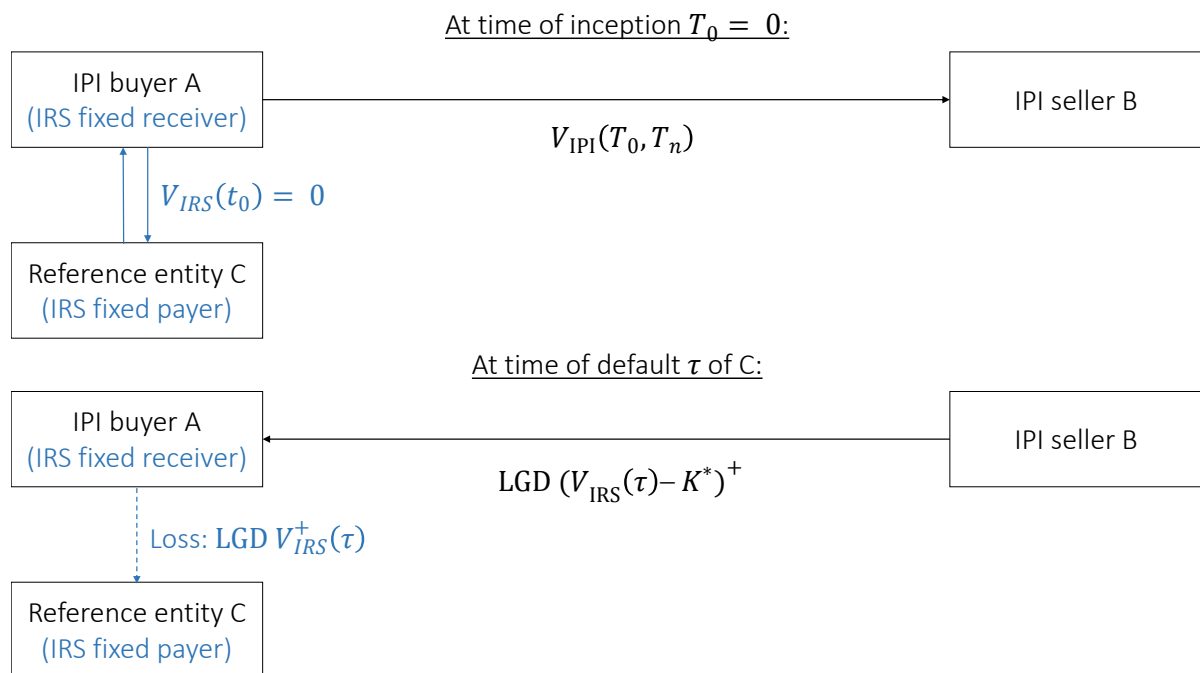 At time of inception T₀ = 0:
IPI buyer A
(IRS fixed receiver)
IPI seller B
V_IPI(T₀, Tₙ)
V_IRS(t₀) = 0
Reference entity C
(IRS fixed payer)
At time of default τ of C:
IPI buyer A
(IRS fixed receiver)
IPI seller B
LGD (V_IRS(τ)− K*)⁺
Loss: LGD V⁺_IRS(τ)
Reference entity C
(IRS fixed payer)